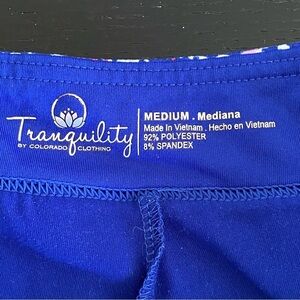 Tranquility
BY COLORADO CLOTHING
MEDIUM . Mediana
Made in Vietnam . Hecho en Vietnam
92% POLYESTER
8% SPANDEX